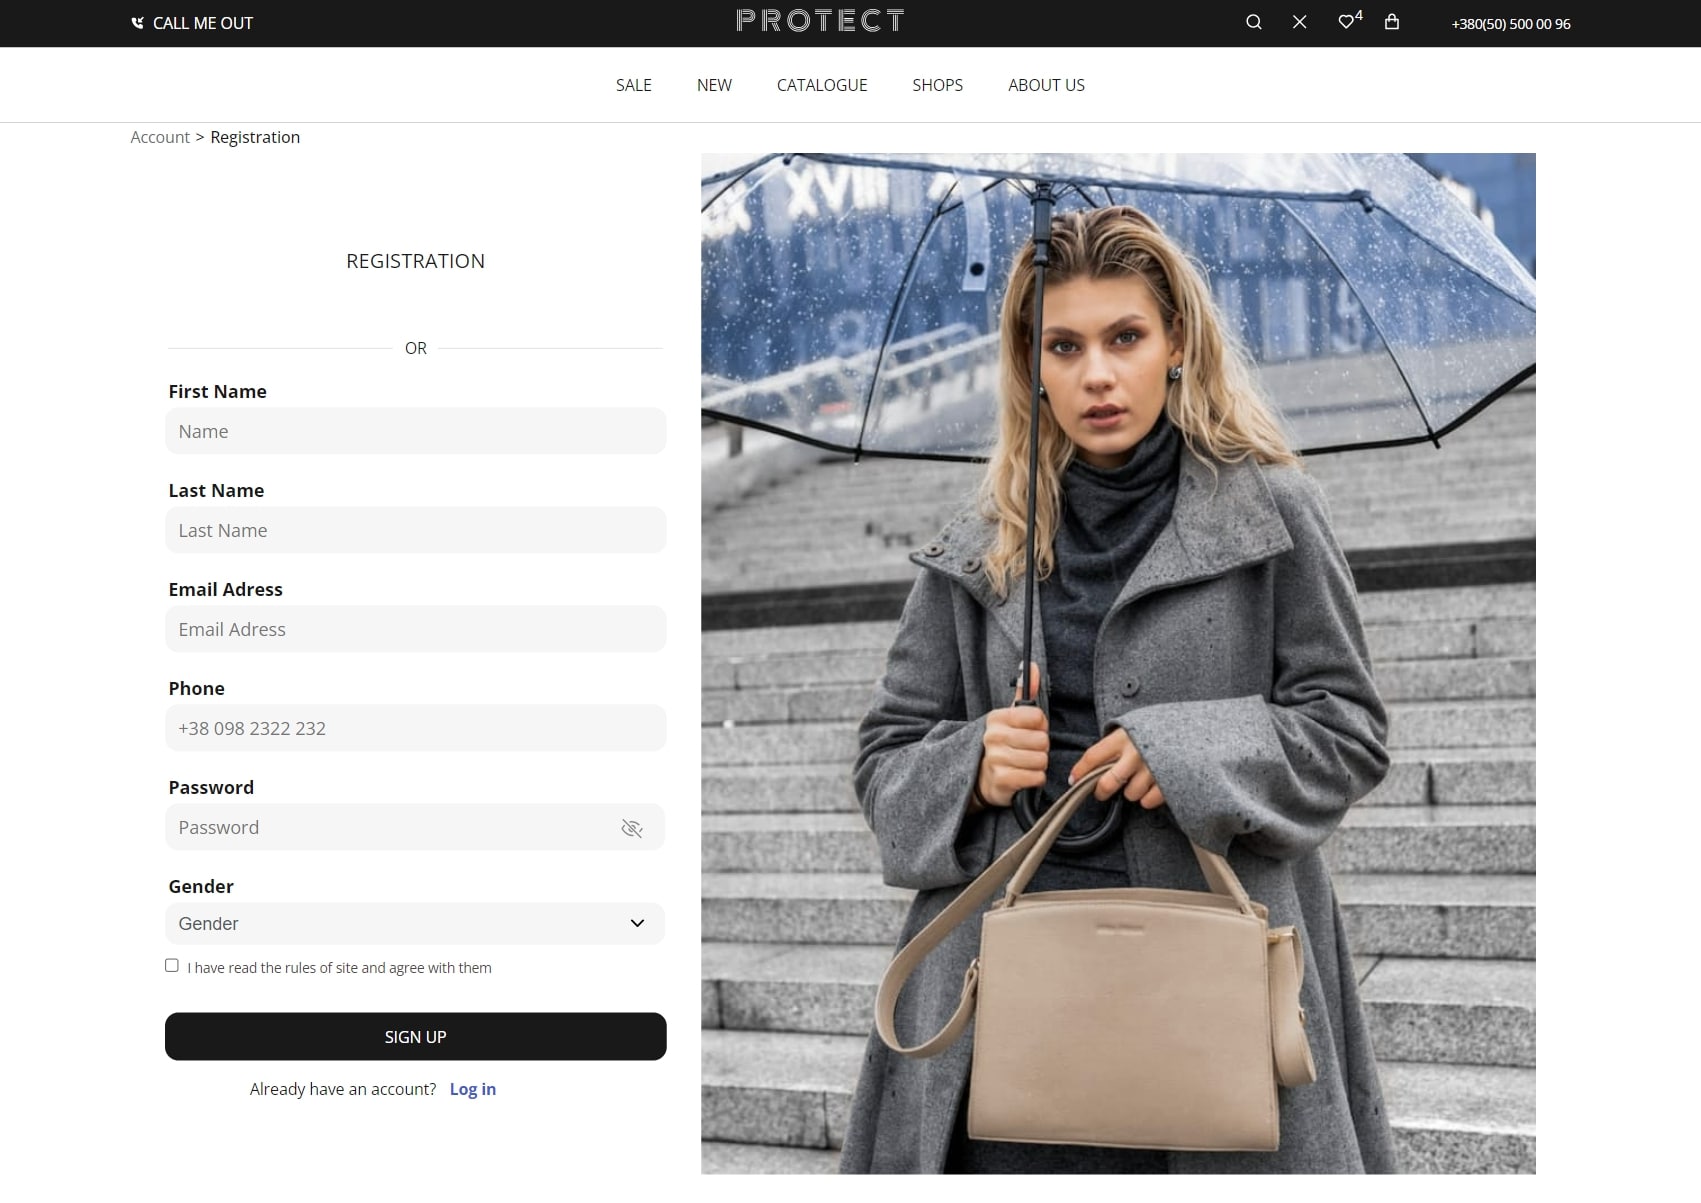 CALL ME OUT
PROTECT
4
+380(50) 500 00 96
SALE
NEW
CATALOGUE
SHOPS
ABOUT US
Account > Registration
REGISTRATION
OR
First Name
Name
Last Name
Last Name
Email Adress
Email Adress
Phone
+38 098 2322 232
Password
Password
Gender
Gender
I have read the rules of site and agree with them
SIGN UP
Already have an account? Log in
XVIII